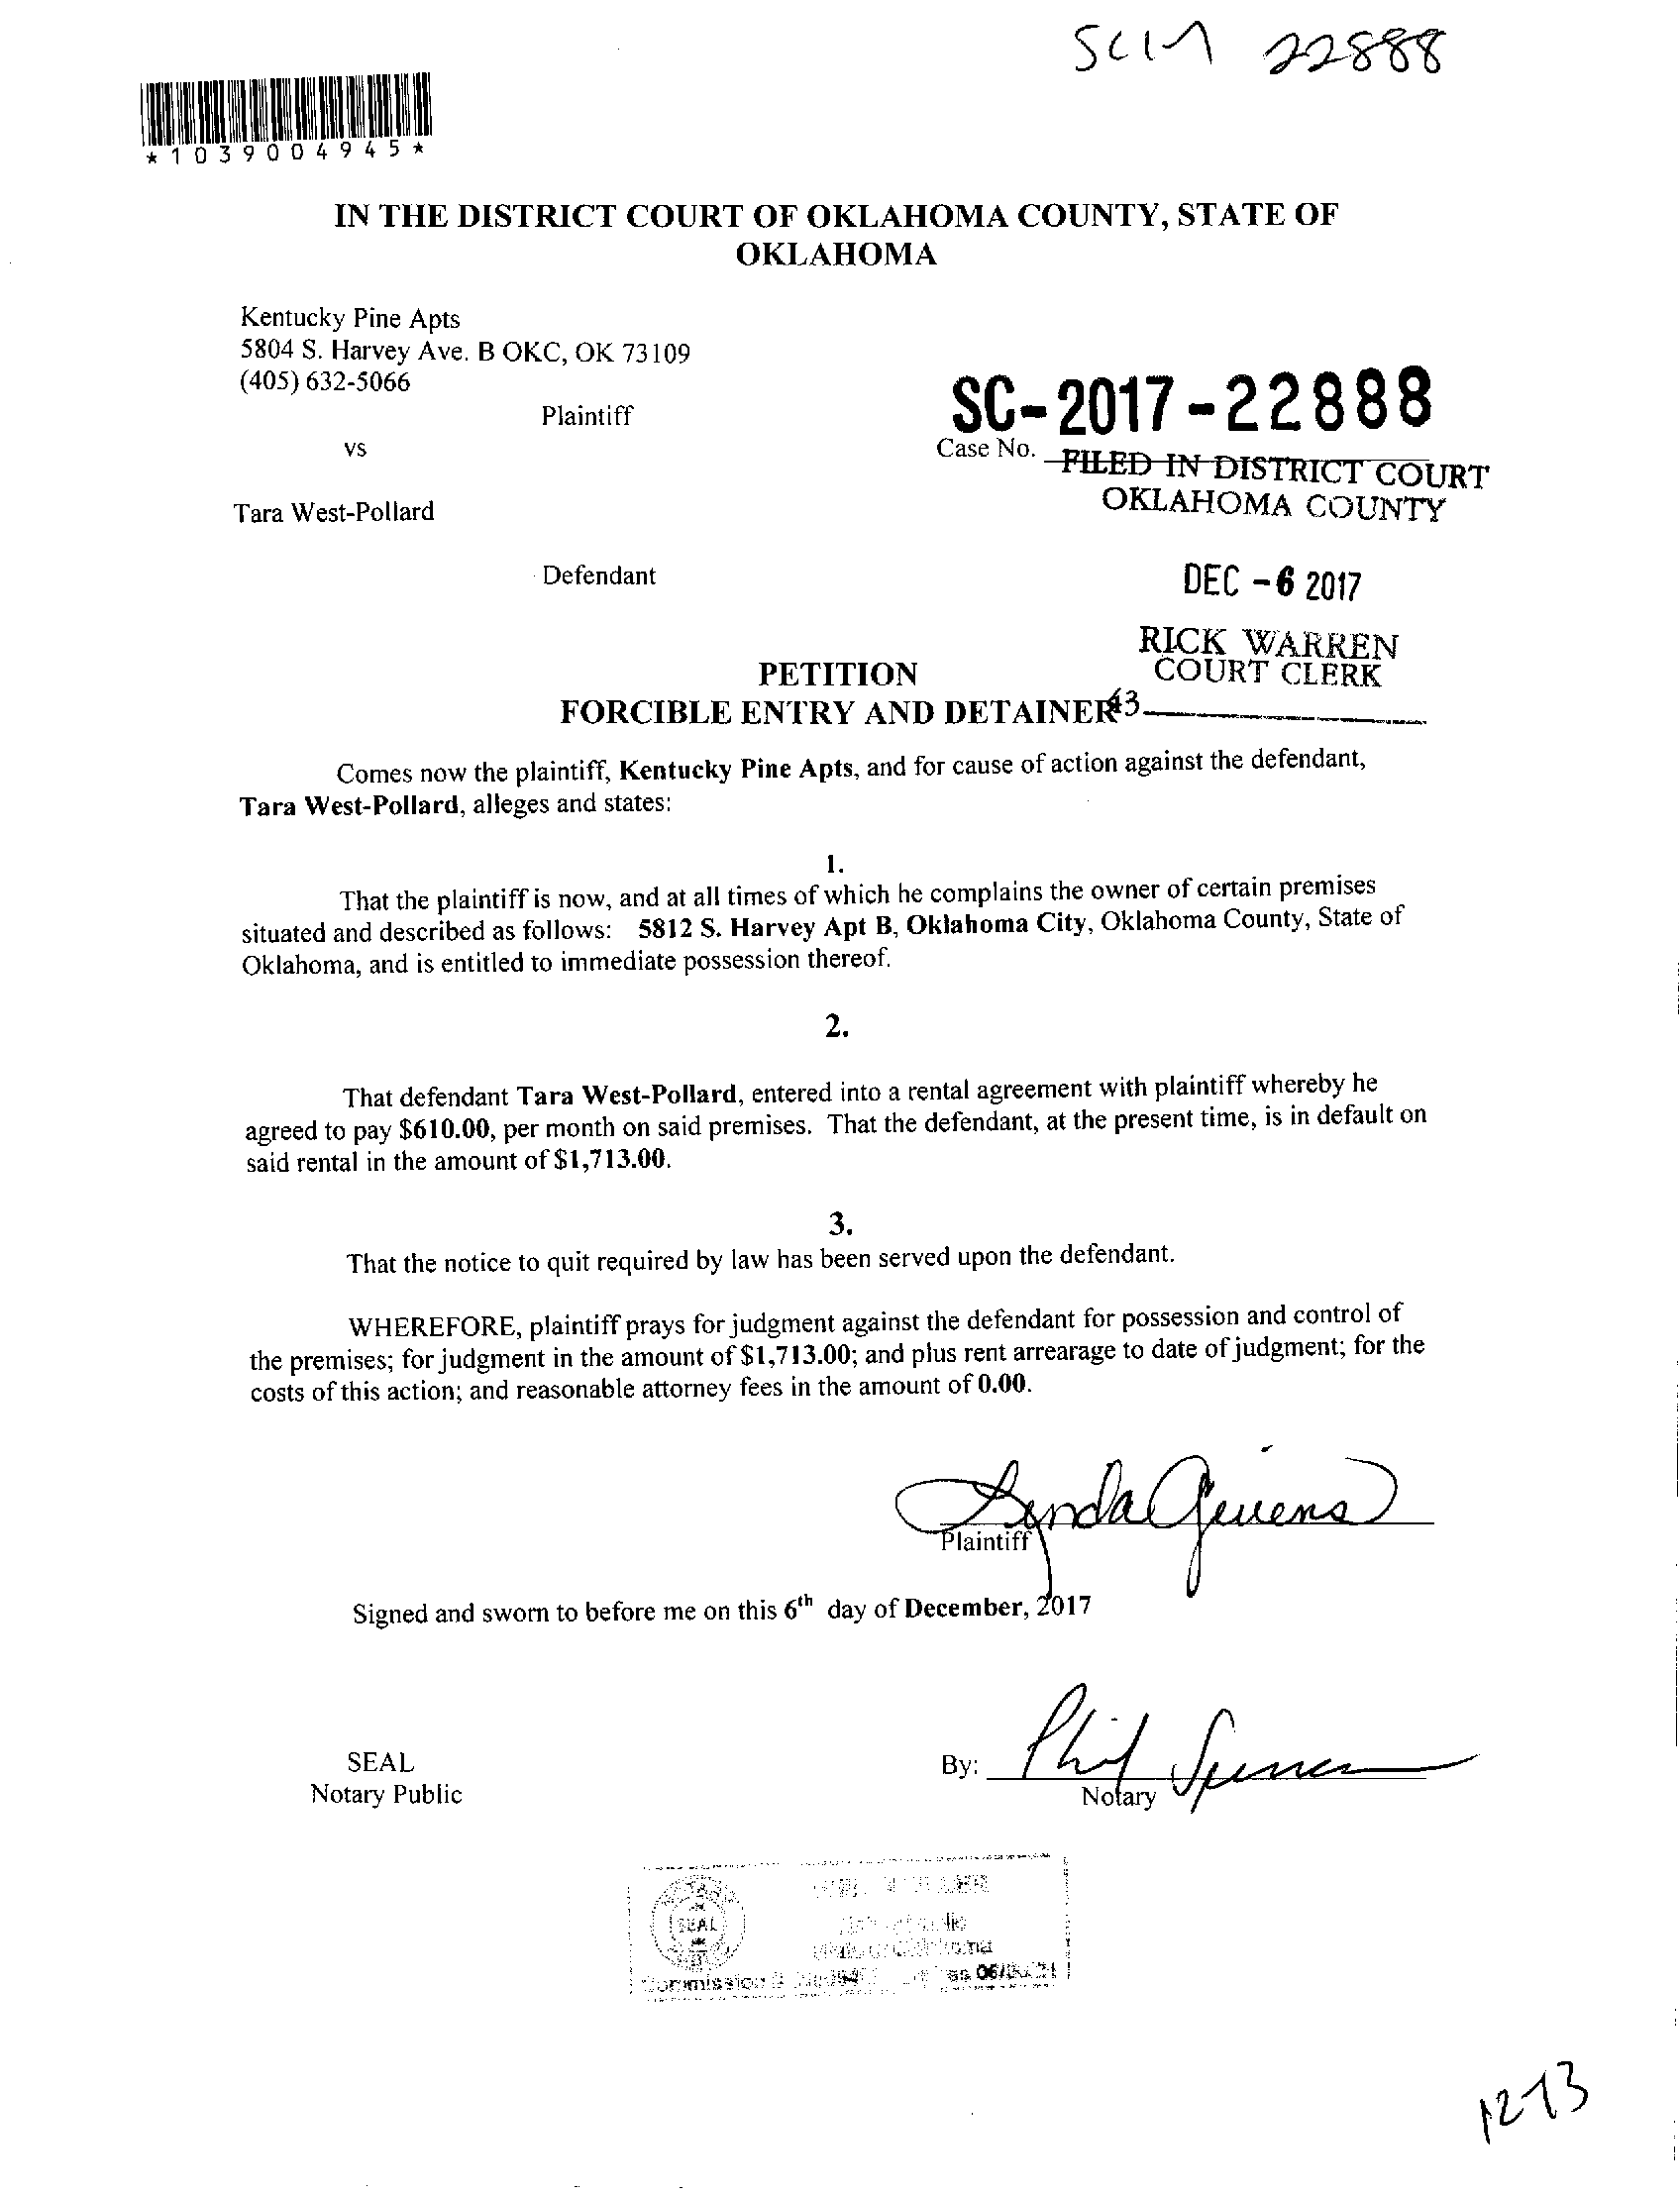 SCM 22888
*1039004945*
IN THE DISTRICT COURT OF OKLAHOMA COUNTY, STATE OF
OKLAHOMA
Kentucky Pine Apts
5804 S. Harvey Ave. B OKC, OK 73109
(405) 632-5066
Plaintiff
SC-2017-22888
vs
Case No.
FILED IN DISTRICT COURT
OKLAHOMA COUNTY
Tara West-Pollard
Defendant
DEC -6 2017
RICK WARREN
COURT CLERK
PETITION
FORCIBLE ENTRY AND DETAINER
43
Comes now the plaintiff, Kentucky Pine Apts, and for cause of action against the defendant,
Tara West-Pollard, alleges and states:
1.
That the plaintiff is now, and at all times of which he complains the owner of certain premises
situated and described as follows: 5812 S. Harvey Apt B, Oklahoma City, Oklahoma County, State of
Oklahoma, and is entitled to immediate possession thereof.
2.
That defendant Tara West-Pollard, entered into a rental agreement with plaintiff whereby he
agreed to pay $610.00, per month on said premises. That the defendant, at the present time, is in default on
said rental in the amount of $1,713.00.
3.
That the notice to quit required by law has been served upon the defendant.
WHEREFORE, plaintiff prays for judgment against the defendant for possession and control of
the premises; for judgment in the amount of $1,713.00; and plus rent arrearage to date of judgment; for the
costs of this action; and reasonable attorney fees in the amount of 0.00.
Lynda Givens
Plaintiff
Signed and sworn to before me on this 6th day of December, 2017
SEAL
By: Phil
Notary Public
Notary
SEAL
Commission
1273